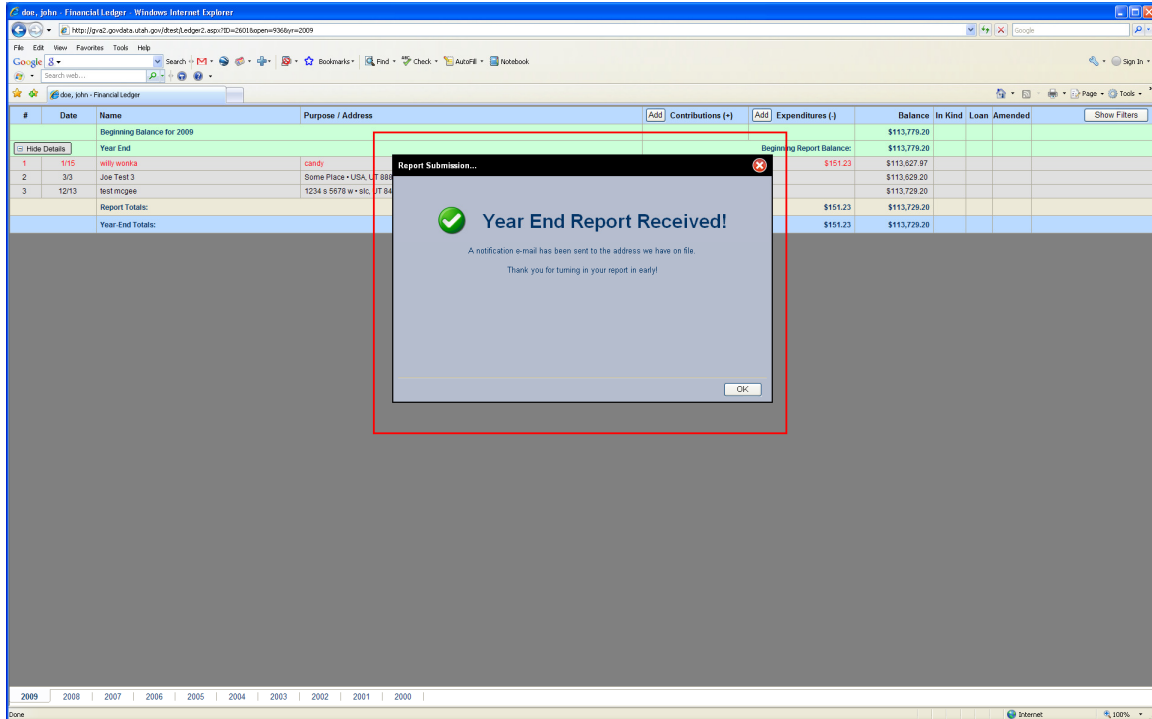 doe, john - Financial Ledger - Windows Internet Explorer
http://gva2.govdata.utah.gov/dtest/Ledger2.aspx?ID=2601&open=936&yr=2009
Google
File Edit View Favorites Tools Help
Google Search Bookmarks Find Check AutoFill Notebook Sign In
Search web...
doe, john - Financial Ledger Page Tools
# Date Name Purpose / Address Add Contributions (+) Add Expenditures (-) Balance In Kind Loan Amended Show Filters
Beginning Balance for 2009 $113,779.20
Hide Details Year End Beginning Report Balance: $113,779.20
1 1/15 willy wonka candy $151.23 $113,627.97
2 3/3 Joe Test 3 Some Place • USA, UT 888 $113,629.20
3 12/13 test mcgee 1234 s 5678 w • slc, UT 84 $113,729.20
Report Totals: $151.23 $113,729.20
Year-End Totals: $151.23 $113,729.20
Report Submission...
Year End Report Received!
A notification e-mail has been sent to the address we have on file.
Thank you for turning in your report in early!
OK
2009 2008 2007 2006 2005 2004 2003 2002 2001 2000
Done Internet 100%